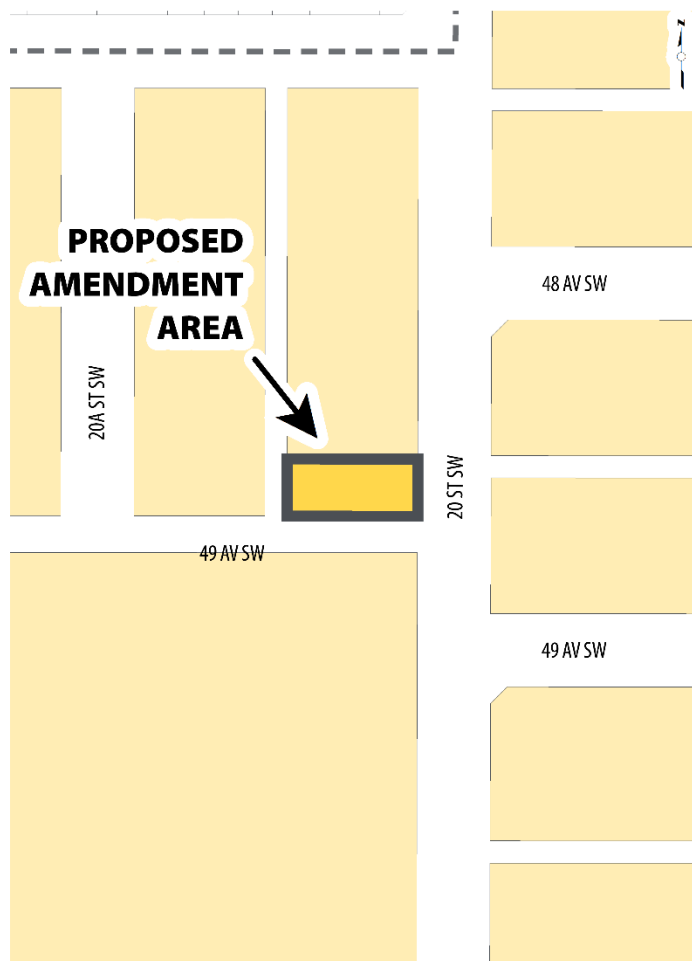 N
PROPOSED
AMENDMENT
AREA
48 AV SW
20A ST SW
20 ST SW
49 AV SW
49 AV SW